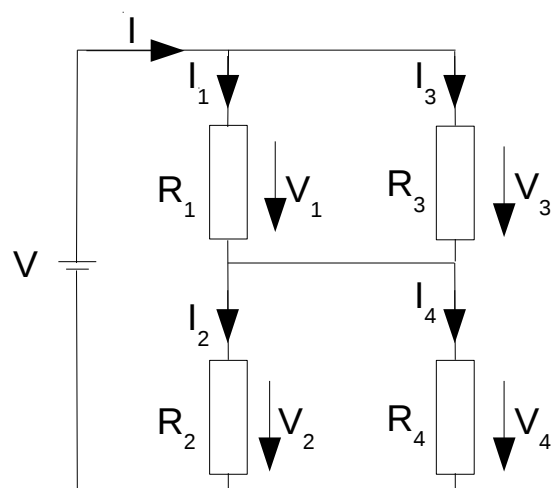 I
I₁ I₃
R₁ V₁ R₃ V₃
V
I₂ I₄
R₂ V₂ R₄ V₄